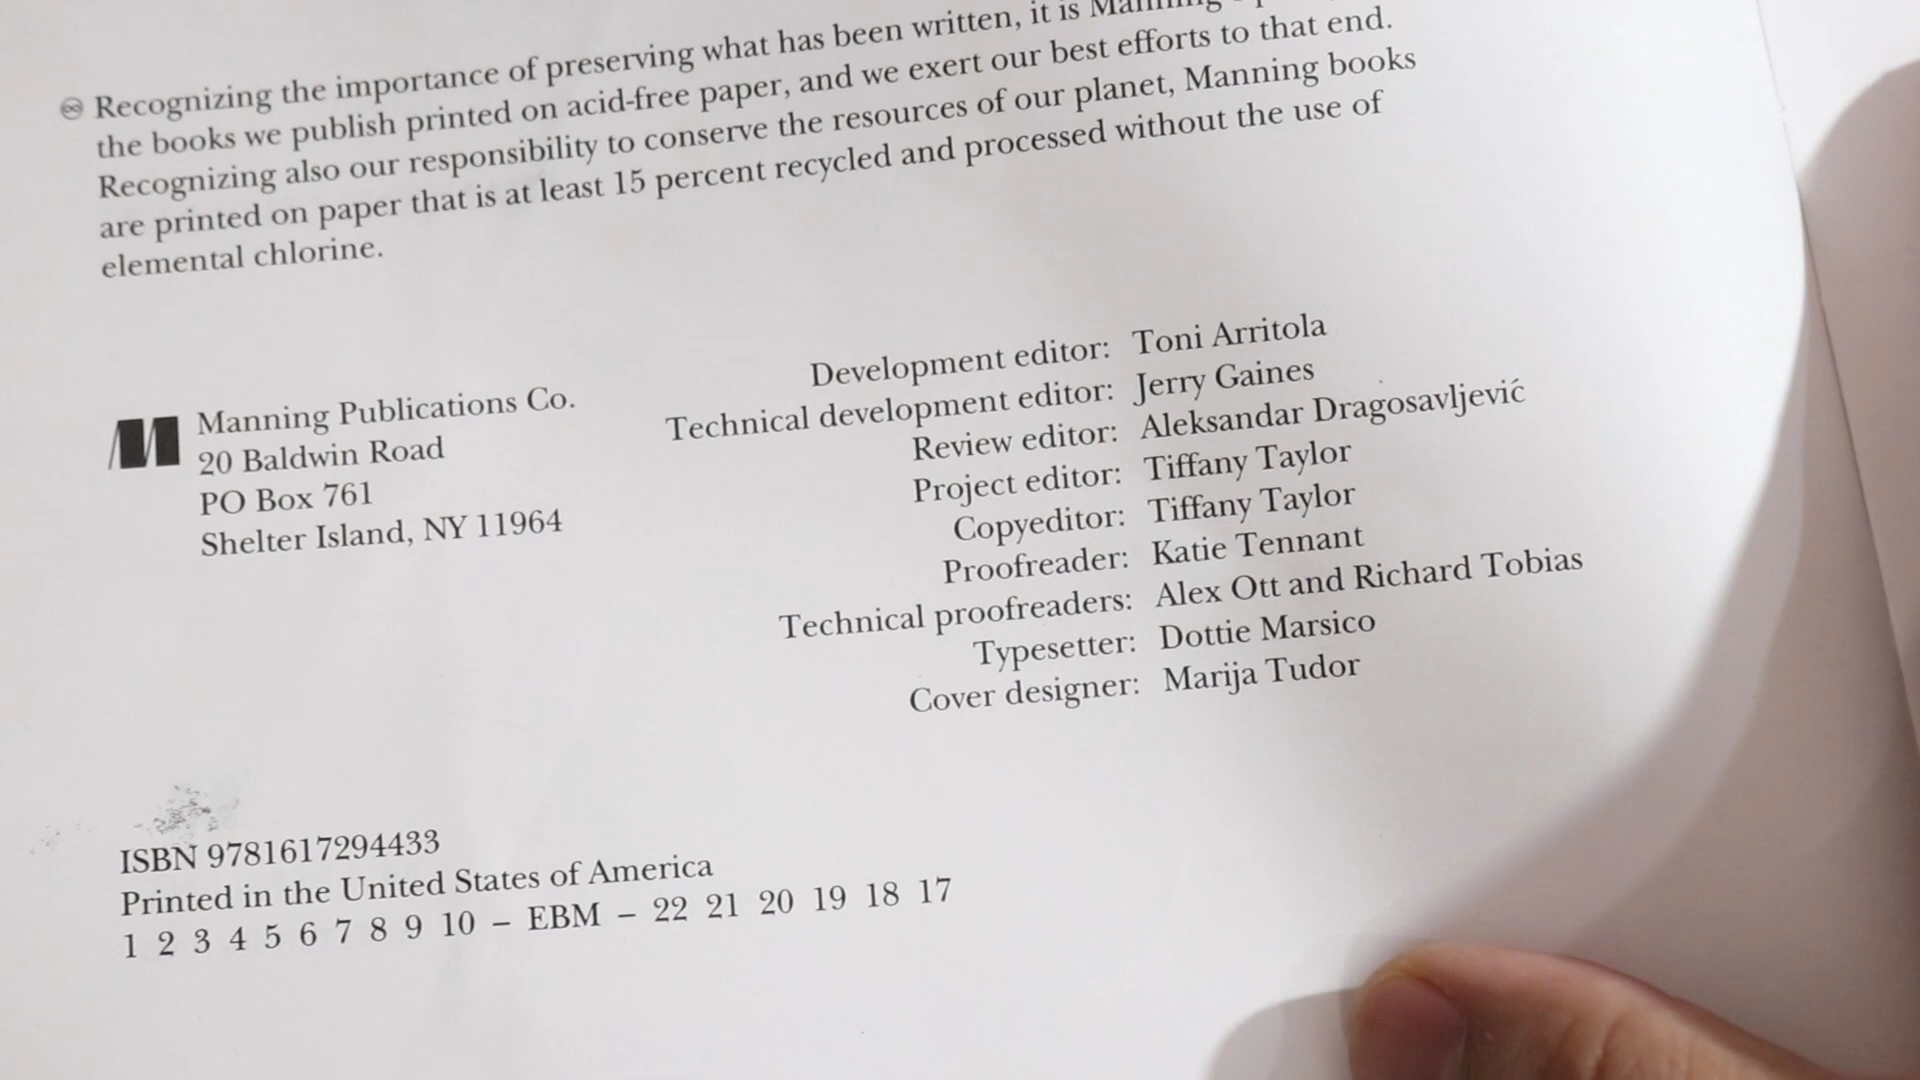 Recognizing the importance of preserving what has been written, it is
the books we publish printed on acid-free paper, and we exert our best efforts to that end.
Recognizing also our responsibility to conserve the resources of our planet, Manning books
are printed on paper that is at least 15 percent recycled and processed without the use of
elemental chlorine.
Manning Publications Co.
20 Baldwin Road
PO Box 761
Shelter Island, NY 11964
Development editor: Toni Arritola
Technical development editor: Jerry Gaines
Review editor: Aleksandar Dragosavljević
Project editor: Tiffany Taylor
Copyeditor: Tiffany Taylor
Proofreader: Katie Tennant
Technical proofreaders: Alex Ott and Richard Tobias
Typesetter: Dottie Marsico
Cover designer: Marija Tudor
ISBN 9781617294433
Printed in the United States of America
1 2 3 4 5 6 7 8 9 10 – EBM – 22 21 20 19 18 17